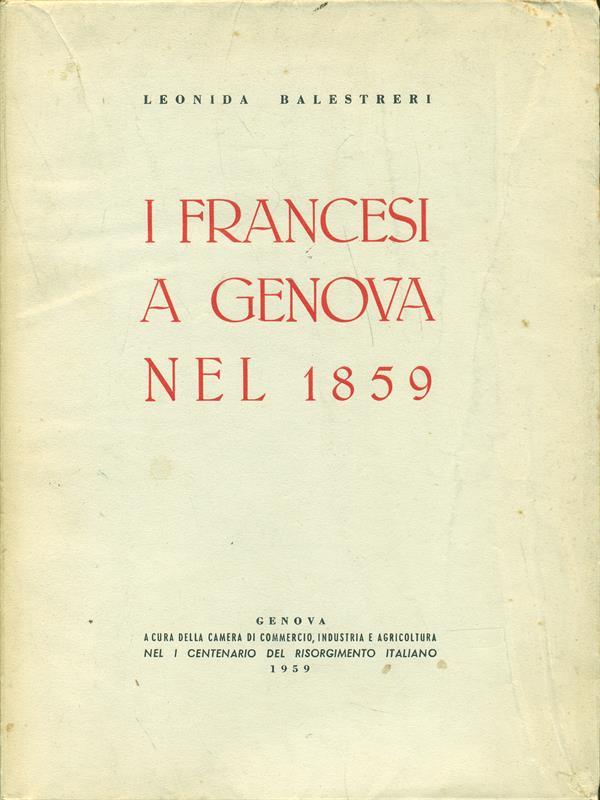 LEONIDA BALESTRERI
I FRANCESI
A GENOVA
NEL 1859
GENOVA
A CURA DELLA CAMERA DI COMMERCIO, INDUSTRIA E AGRICOLTURA
NEL I CENTENARIO DEL RISORGIMENTO ITALIANO
1959